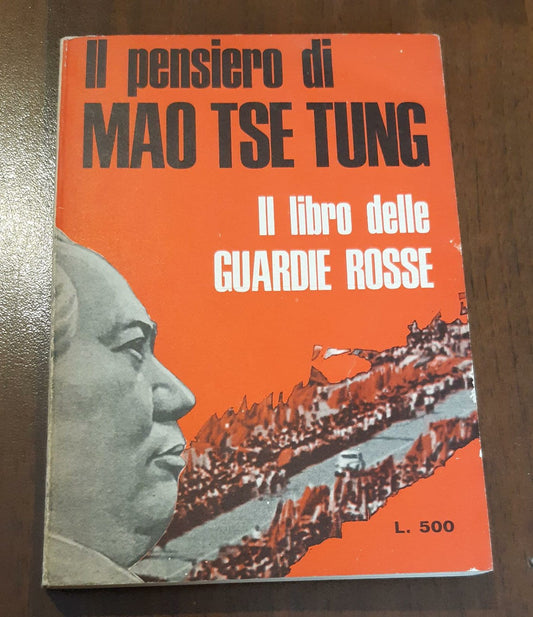 Il pensiero di
MAO TSE TUNG
Il libro delle
GUARDIE ROSSE
L. 500